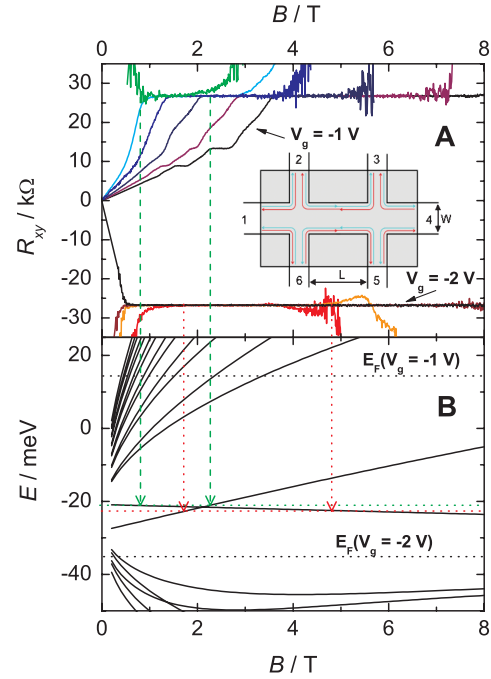 B / T
0 2 4 6 8
30
20
10
0
-10
-20
-30
R_xy / kΩ
A
V_g = -1 V
2 3
1 4 W
6 L 5
V_g = -2 V
B
E_F(V_g = -1 V)
E_F(V_g = -2 V)
0
-20
-40
E / meV
0 2 4 6 8
B / T